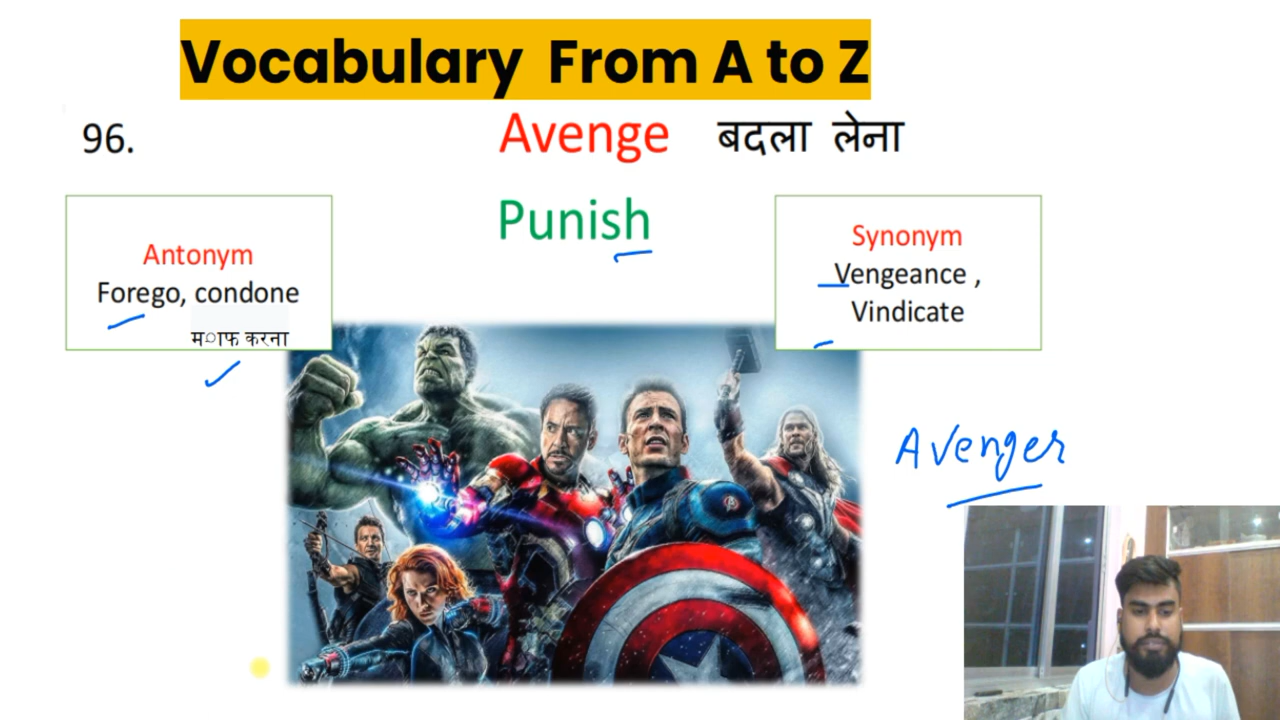 Vocabulary From A to Z
96.
Avenge बदला लेना
Punish
Antonym
Forego, condone
म◌ाफ करना
Synonym
Vengeance ,
Vindicate
Avenger